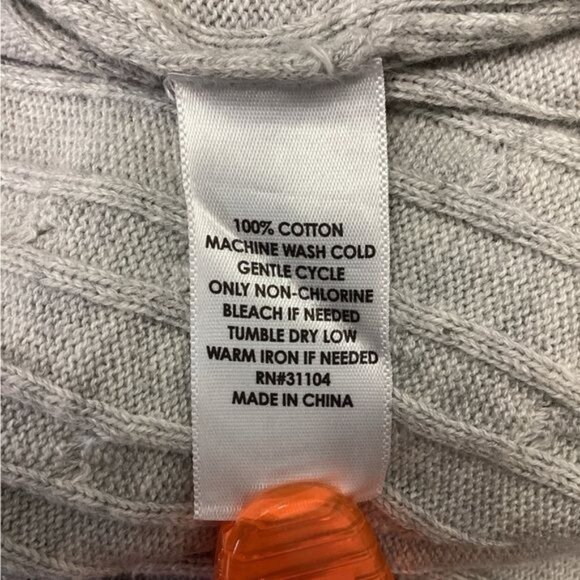 100% COTTON
MACHINE WASH COLD
GENTLE CYCLE
ONLY NON-CHLORINE
BLEACH IF NEEDED
TUMBLE DRY LOW
WARM IRON IF NEEDED
RN#31104
MADE IN CHINA